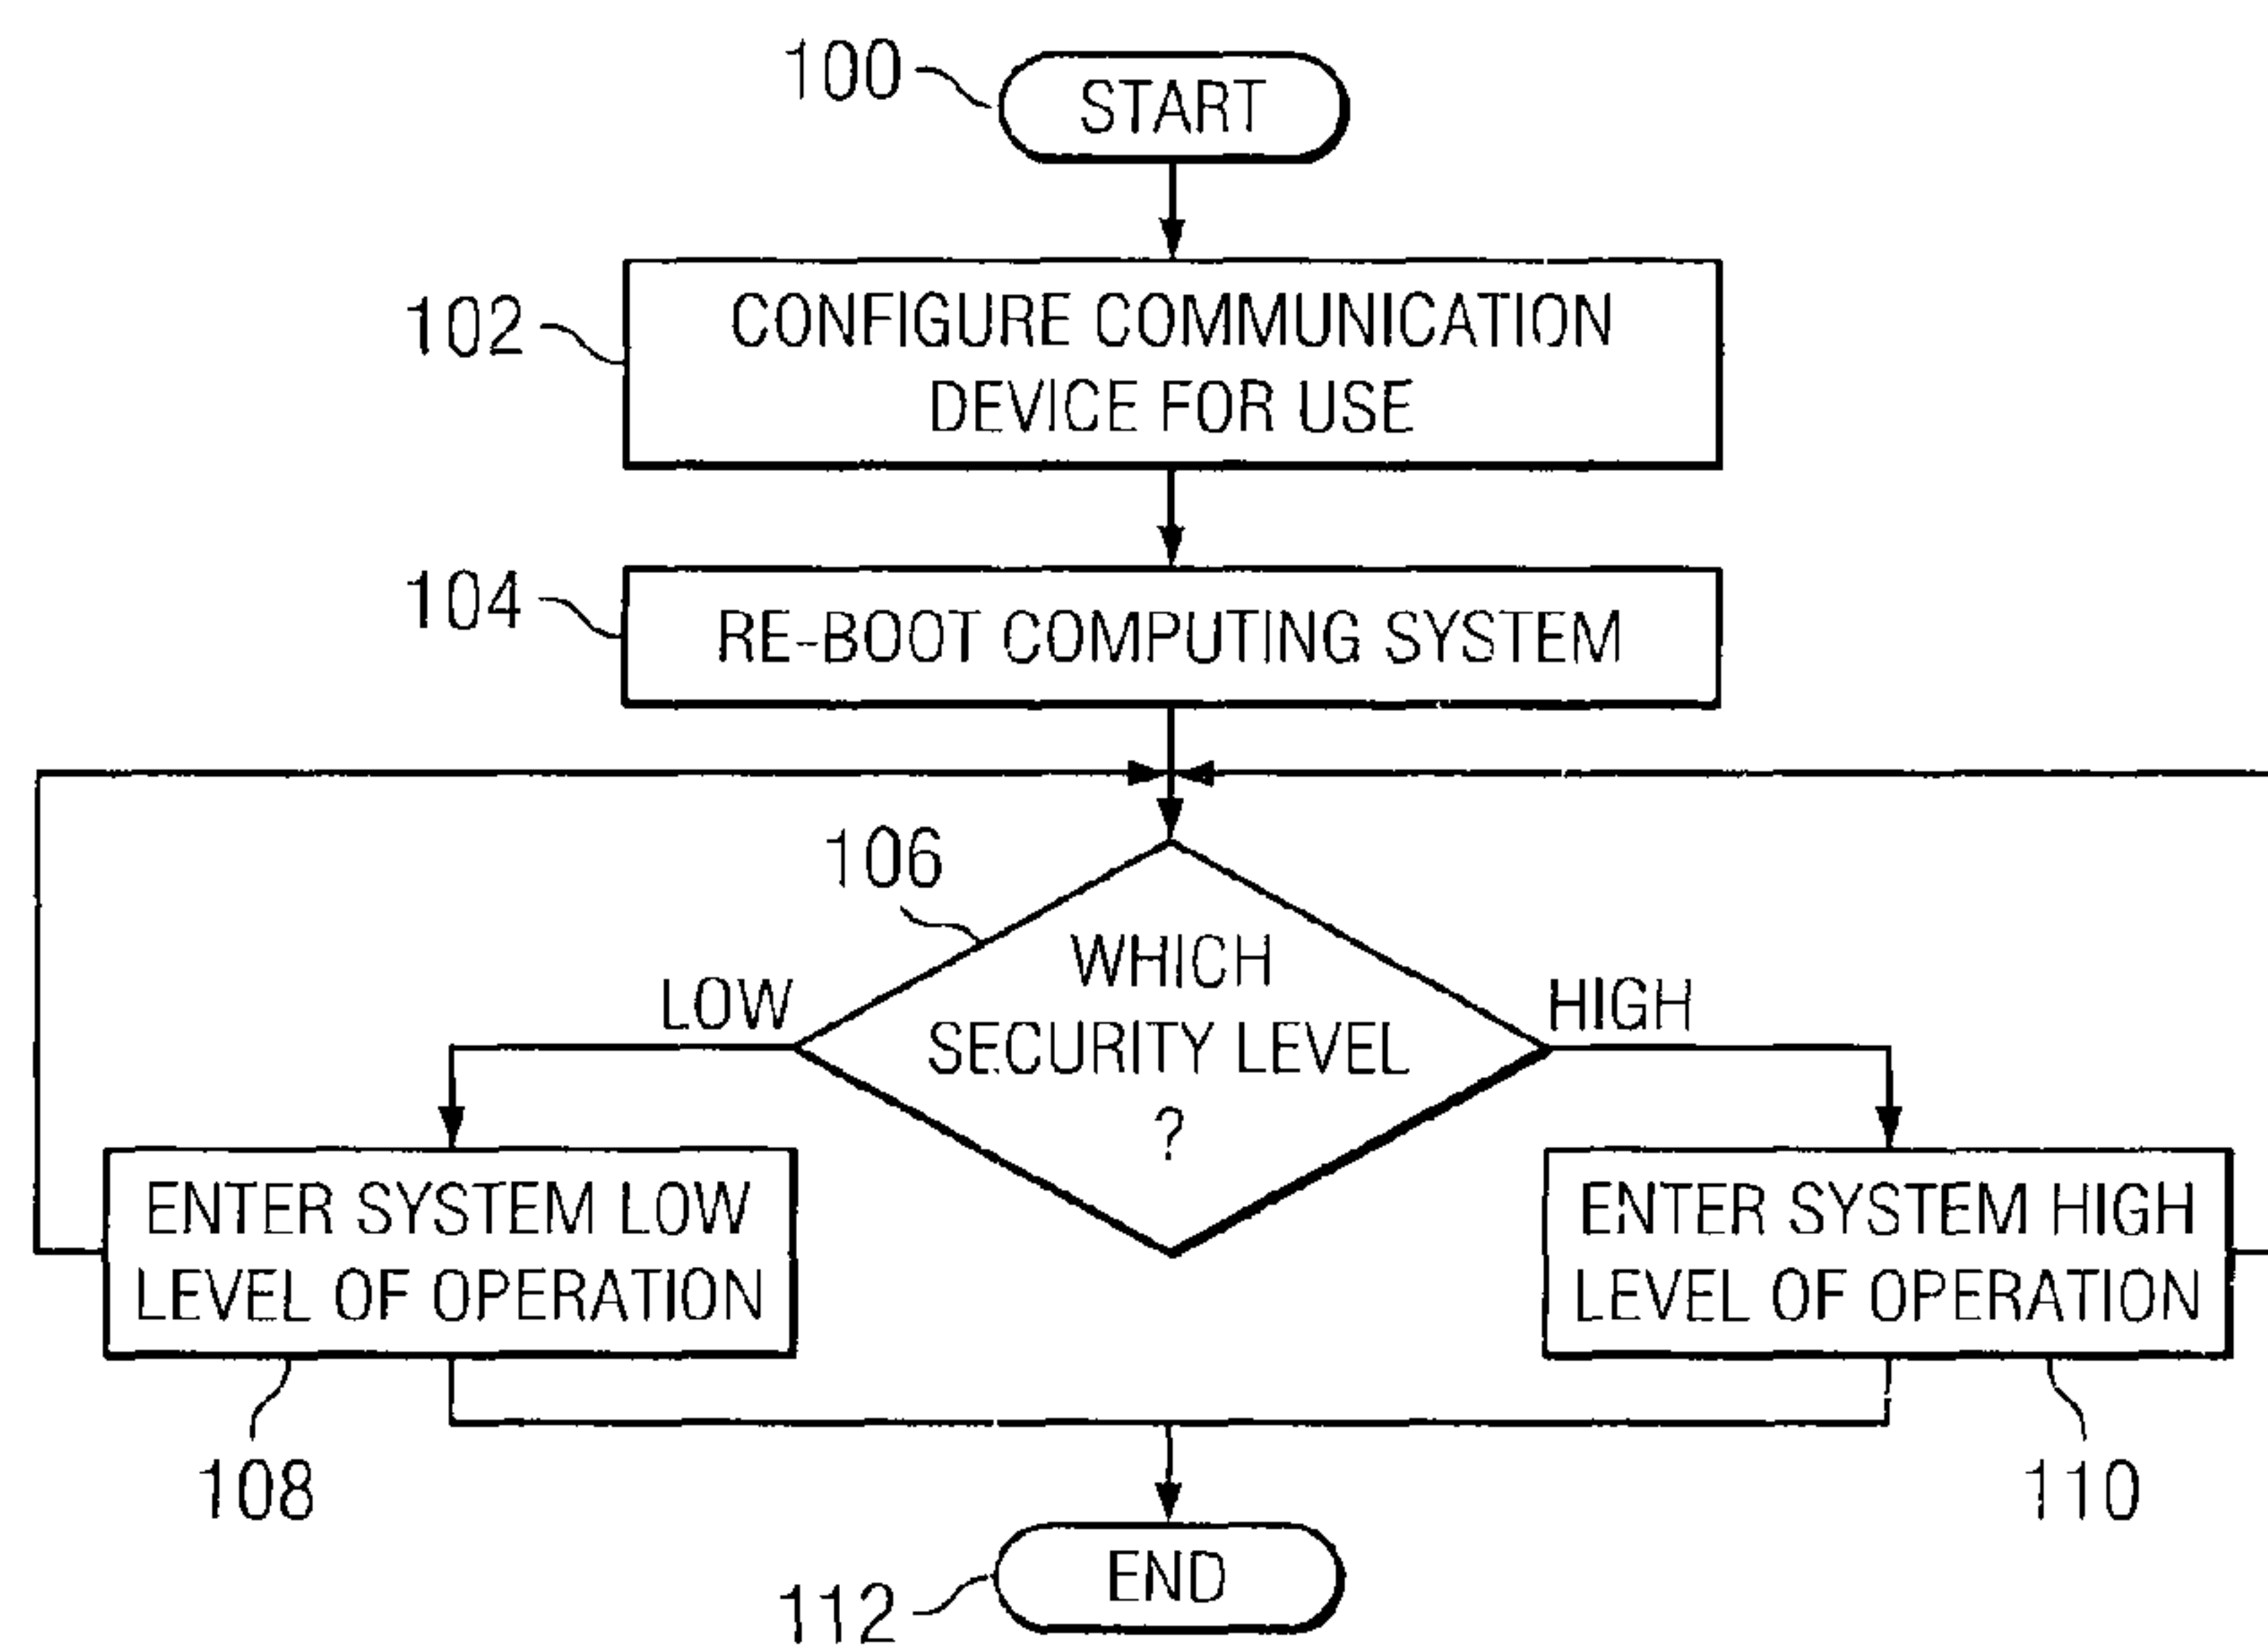 100
START
102
CONFIGURE COMMUNICATION
DEVICE FOR USE
104
RE-BOOT COMPUTING SYSTEM
106
WHICH
SECURITY LEVEL
?
LOW
HIGH
ENTER SYSTEM LOW
LEVEL OF OPERATION
ENTER SYSTEM HIGH
LEVEL OF OPERATION
108
110
END
112